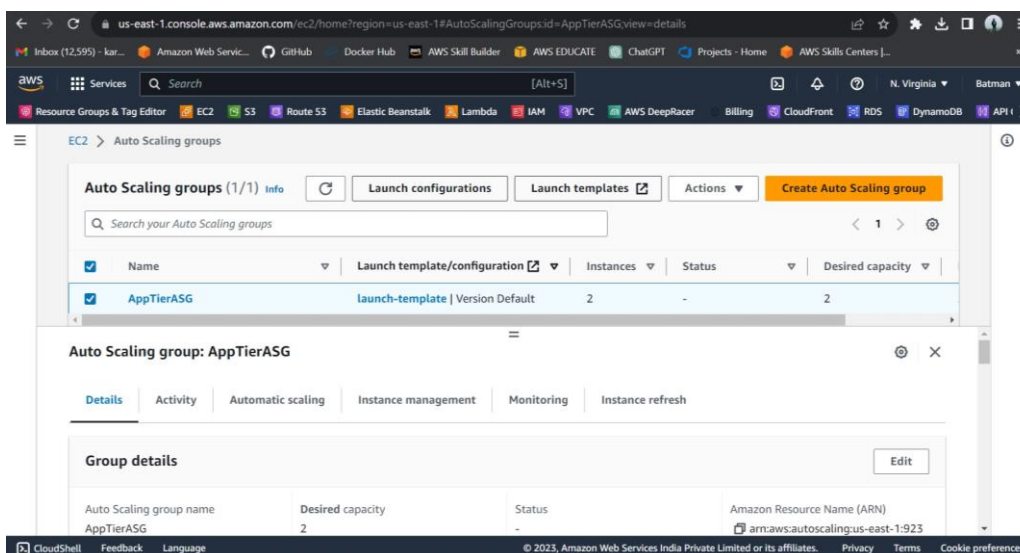 us-east-1.console.aws.amazon.com/ec2/home?region=us-east-1#AutoScalingGroups:id=AppTierASG;view=details
Inbox (12,595) - kar... Amazon Web Servic... GitHub Docker Hub AWS Skill Builder AWS EDUCATE ChatGPT Projects - Home AWS Skills Centers |...
aws Services Search [Alt+S] N. Virginia Batman
Resource Groups & Tag Editor EC2 S3 Route 53 Elastic Beanstalk Lambda IAM VPC AWS DeepRacer Billing CloudFront RDS DynamoDB API
EC2 > Auto Scaling groups
Auto Scaling groups (1/1) Info Launch configurations Launch templates Actions Create Auto Scaling group
Search your Auto Scaling groups < 1 >
Name Launch template/configuration Instances Status Desired capacity
AppTierASG launch-template | Version Default 2 - 2
Auto Scaling group: AppTierASG
Details Activity Automatic scaling Instance management Monitoring Instance refresh
Group details Edit
Auto Scaling group name Desired capacity Status Amazon Resource Name (ARN)
AppTierASG 2 - arn:aws:autoscaling:us-east-1:923
CloudShell Feedback Language © 2023, Amazon Web Services India Private Limited or its affiliates. Privacy Terms Cookie preference